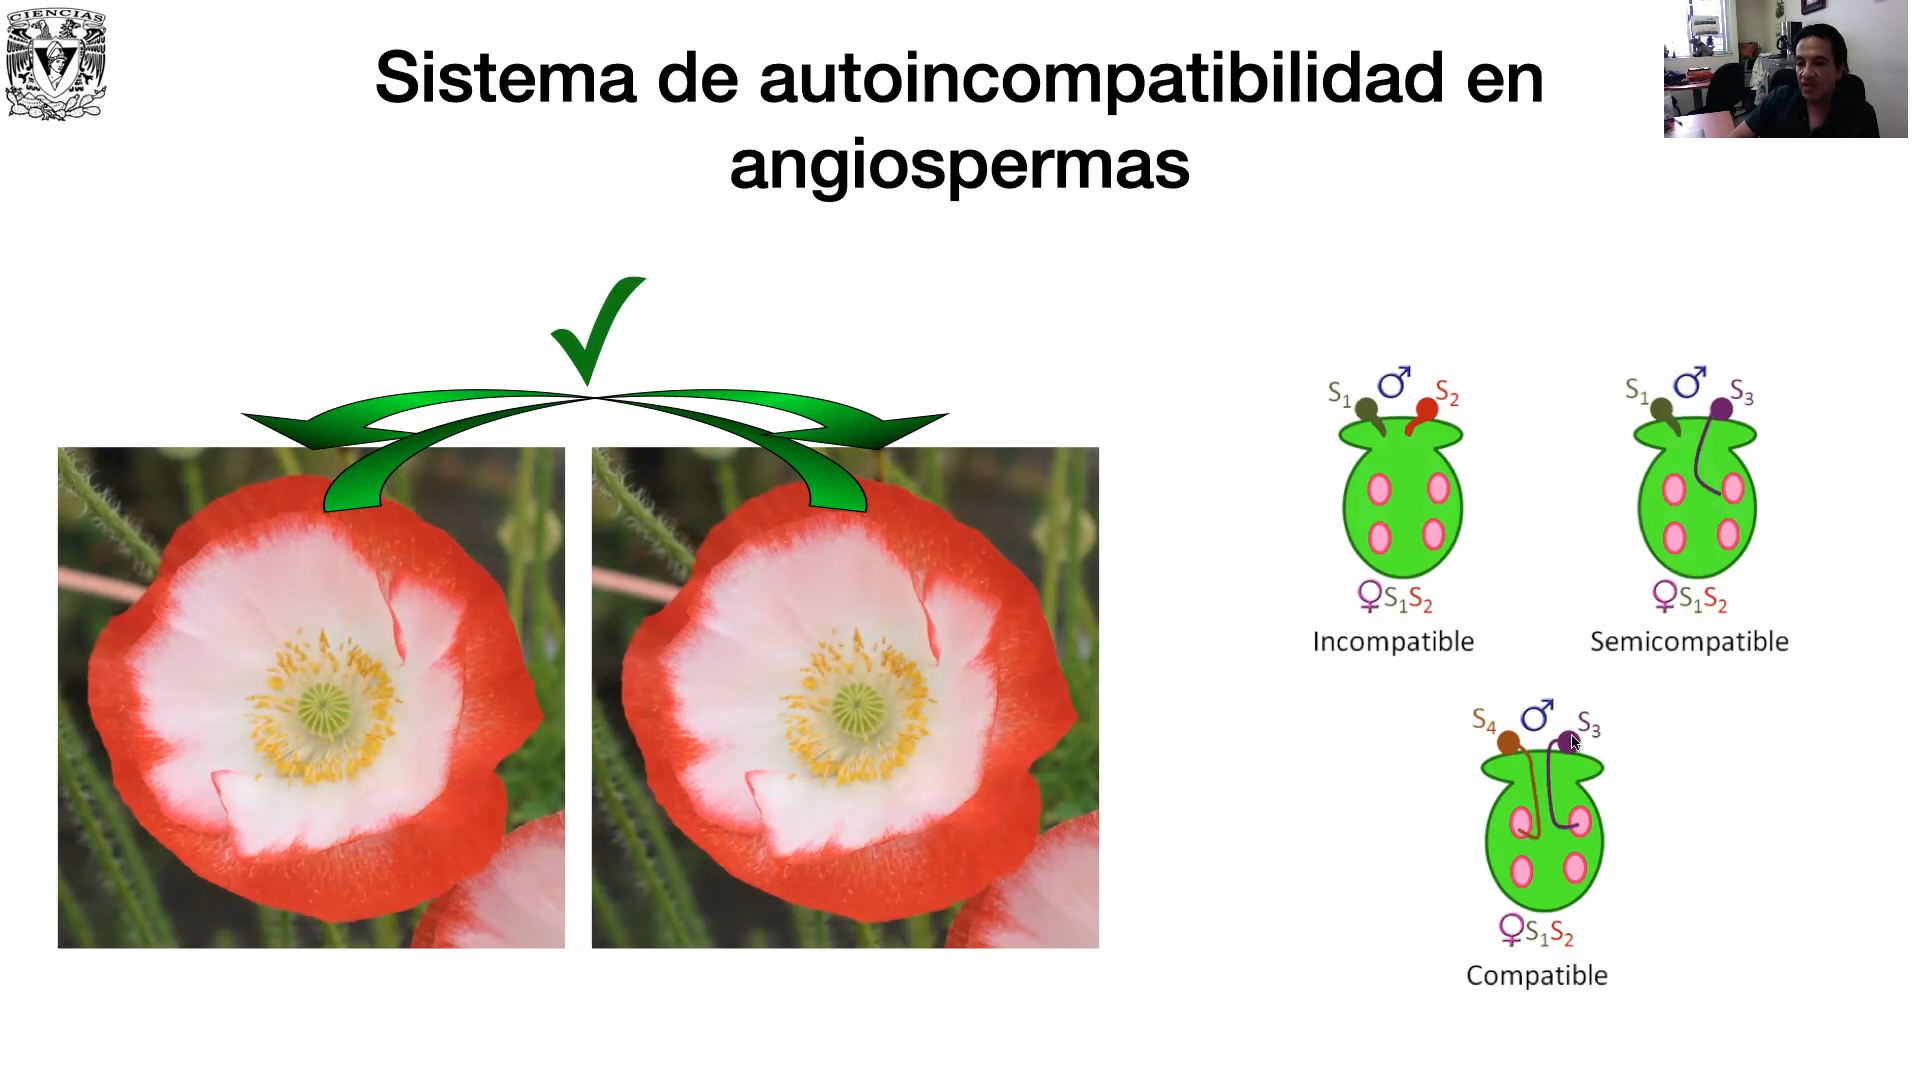 CIENCIAS
Sistema de autoincompatibilidad en
angiospermas
S₁ ♂ S₂
S₁ ♂ S₃
♀S₁S₂
♀S₁S₂
Incompatible
Semicompatible
S₄ ♂ S₃
♀S₁S₂
Compatible